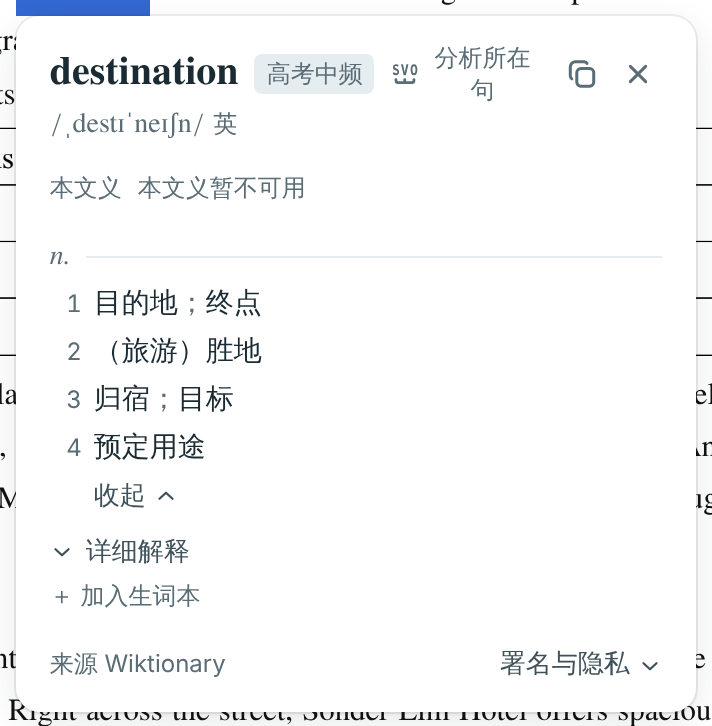 destination 高考中频 SVO 分析所在句
/ˌdestɪˈneɪʃn/ 英
本文义 本文义暂不可用
n.
1 目的地；终点
2 （旅游）胜地
3 归宿；目标
4 预定用途
收起
详细解释
+ 加入生词本
来源 Wiktionary 署名与隐私
Right across the street, Sonder Elm Hotel offers spaciou